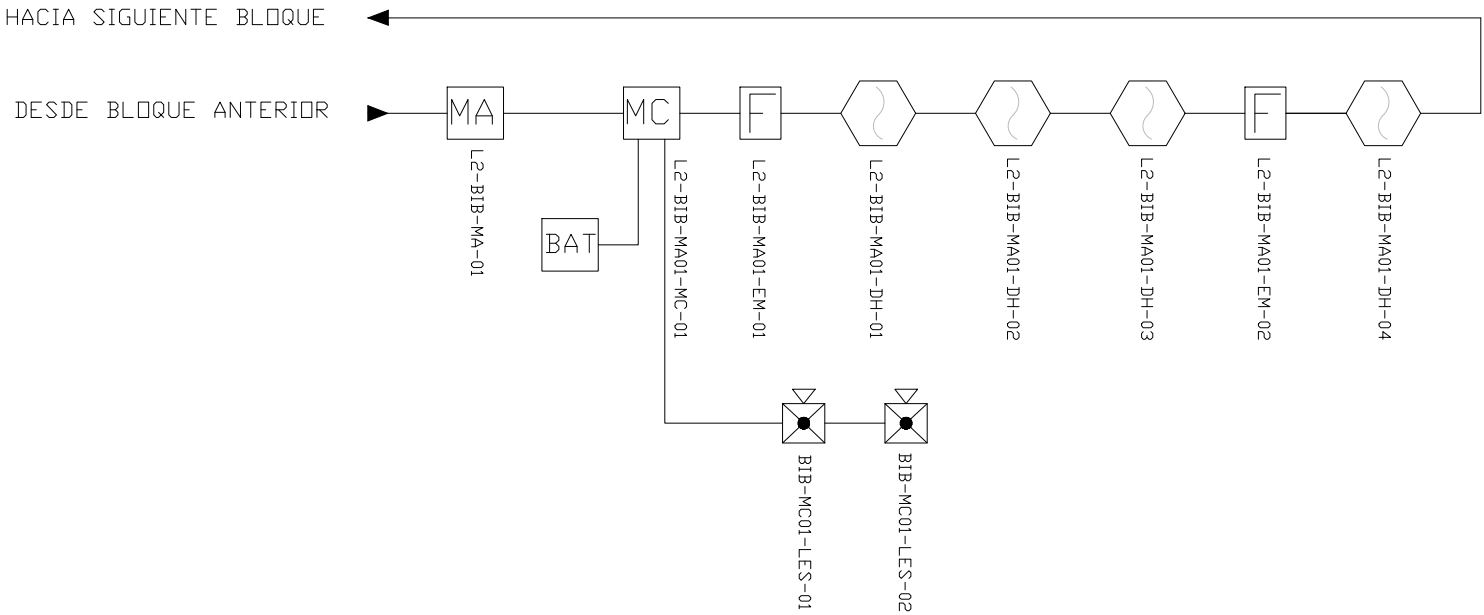 HACIA SIGUIENTE BLOQUE
DESDE BLOQUE ANTERIOR
MA
MC
F
F
L2-BIB-MA-01
L2-BIB-MA01-MC-01
L2-BIB-MA01-EM-01
L2-BIB-MA01-DH-01
L2-BIB-MA01-DH-02
L2-BIB-MA01-DH-03
L2-BIB-MA01-EM-02
L2-BIB-MA01-DH-04
BAT
BIB-MC01-LES-01
BIB-MC01-LES-02